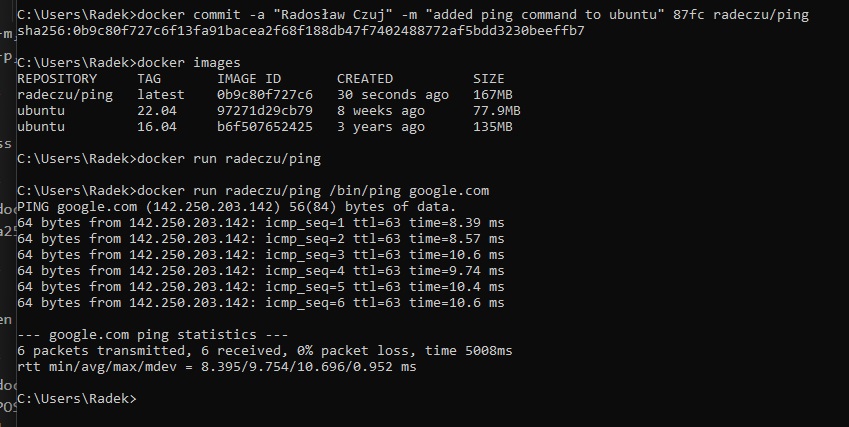 C:\Users\Radek>docker commit -a "Radosław Czuj" -m "added ping command to ubuntu" 87fc radeczu/ping
sha256:0b9c80f727c6f13fa91bacea2f68f188db47f7402488772af5bdd3230beeffb7
C:\Users\Radek>docker images
REPOSITORY TAG IMAGE ID CREATED SIZE
radeczu/ping latest 0b9c80f727c6 30 seconds ago 167MB
ubuntu 22.04 97271d29cb79 8 weeks ago 77.9MB
ubuntu 16.04 b6f507652425 3 years ago 135MB
C:\Users\Radek>docker run radeczu/ping
C:\Users\Radek>docker run radeczu/ping /bin/ping google.com
PING google.com (142.250.203.142) 56(84) bytes of data.
64 bytes from 142.250.203.142: icmp_seq=1 ttl=63 time=8.39 ms
64 bytes from 142.250.203.142: icmp_seq=2 ttl=63 time=8.57 ms
64 bytes from 142.250.203.142: icmp_seq=3 ttl=63 time=10.6 ms
64 bytes from 142.250.203.142: icmp_seq=4 ttl=63 time=9.74 ms
64 bytes from 142.250.203.142: icmp_seq=5 ttl=63 time=10.4 ms
64 bytes from 142.250.203.142: icmp_seq=6 ttl=63 time=10.6 ms
--- google.com ping statistics ---
6 packets transmitted, 6 received, 0% packet loss, time 5008ms
rtt min/avg/max/mdev = 8.395/9.754/10.696/0.952 ms
C:\Users\Radek>